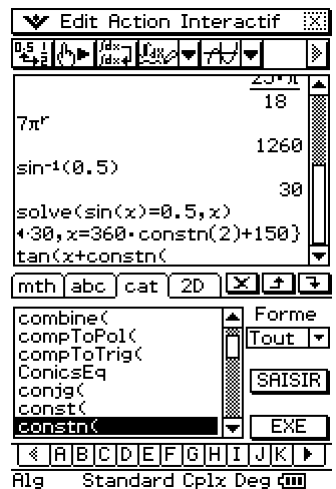 Edit Action Interactif
25·π
18
7πʳ
1260
sin⁻¹(0.5)
30
solve(sin(x)=0.5,x)
◂·30,x=360·constn(2)+150}
tan(x+constn(
mth abc cat 2D
combine(
compToPol(
compToTrig(
ConicsEq
conjg(
const(
constn(
Forme
Tout
SAISIR
EXE
A B C D E F G H I J K
Alg Standard Cplx Deg